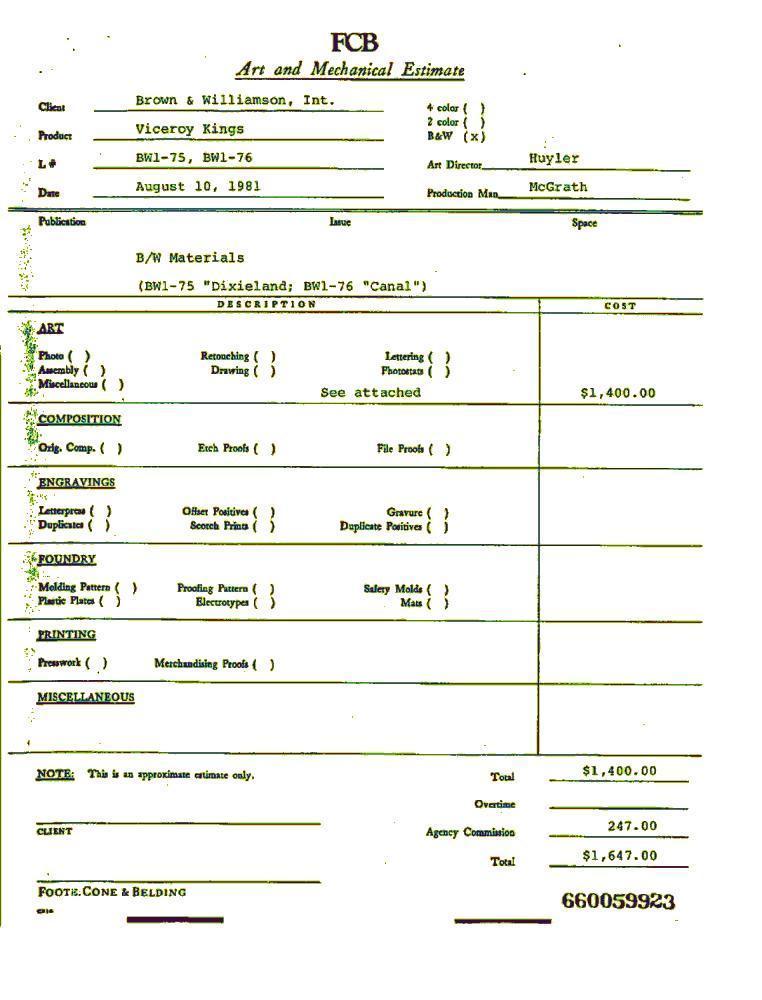 FCB
Art and Mechanical Estimate
Client Brown & Williamson, Int.
4 color ( )
2 color ( )
Product Viceroy Kings
B&W (x)
L # BW1-75, BW1-76
Art Director Huyler
Date August 10, 1981
Production Man McGrath
Publication Issue Space
B/W Materials
(BW1-75 "Dixieland; BW1-76 "Canal")
DESCRIPTION COST
ART
Photo ( ) Retouching ( ) Lettering ( )
Assembly ( ) Drawing ( ) Photostats ( )
Miscellaneous ( )
See attached $1,400.00
COMPOSITION
Orig. Comp. ( ) Etch Proofs ( ) File Proofs ( )
ENGRAVINGS
Letterpress ( ) Offset Positives ( ) Gravure ( )
Duplicates ( ) Scotch Prints ( ) Duplicate Positives ( )
FOUNDRY
Molding Pattern ( ) Proofing Pattern ( ) Safety Molds ( )
Plastic Plates ( ) Electrotypes ( ) Mats ( )
PRINTING
Presswork ( ) Merchandising Proofs ( )
MISCELLANEOUS
NOTE: This is an approximate estimate only.
Total $1,400.00
Overtime
CLIENT
Agency Commission 247.00
Total $1,647.00
FOOTE. CONE & BELDING
660059923